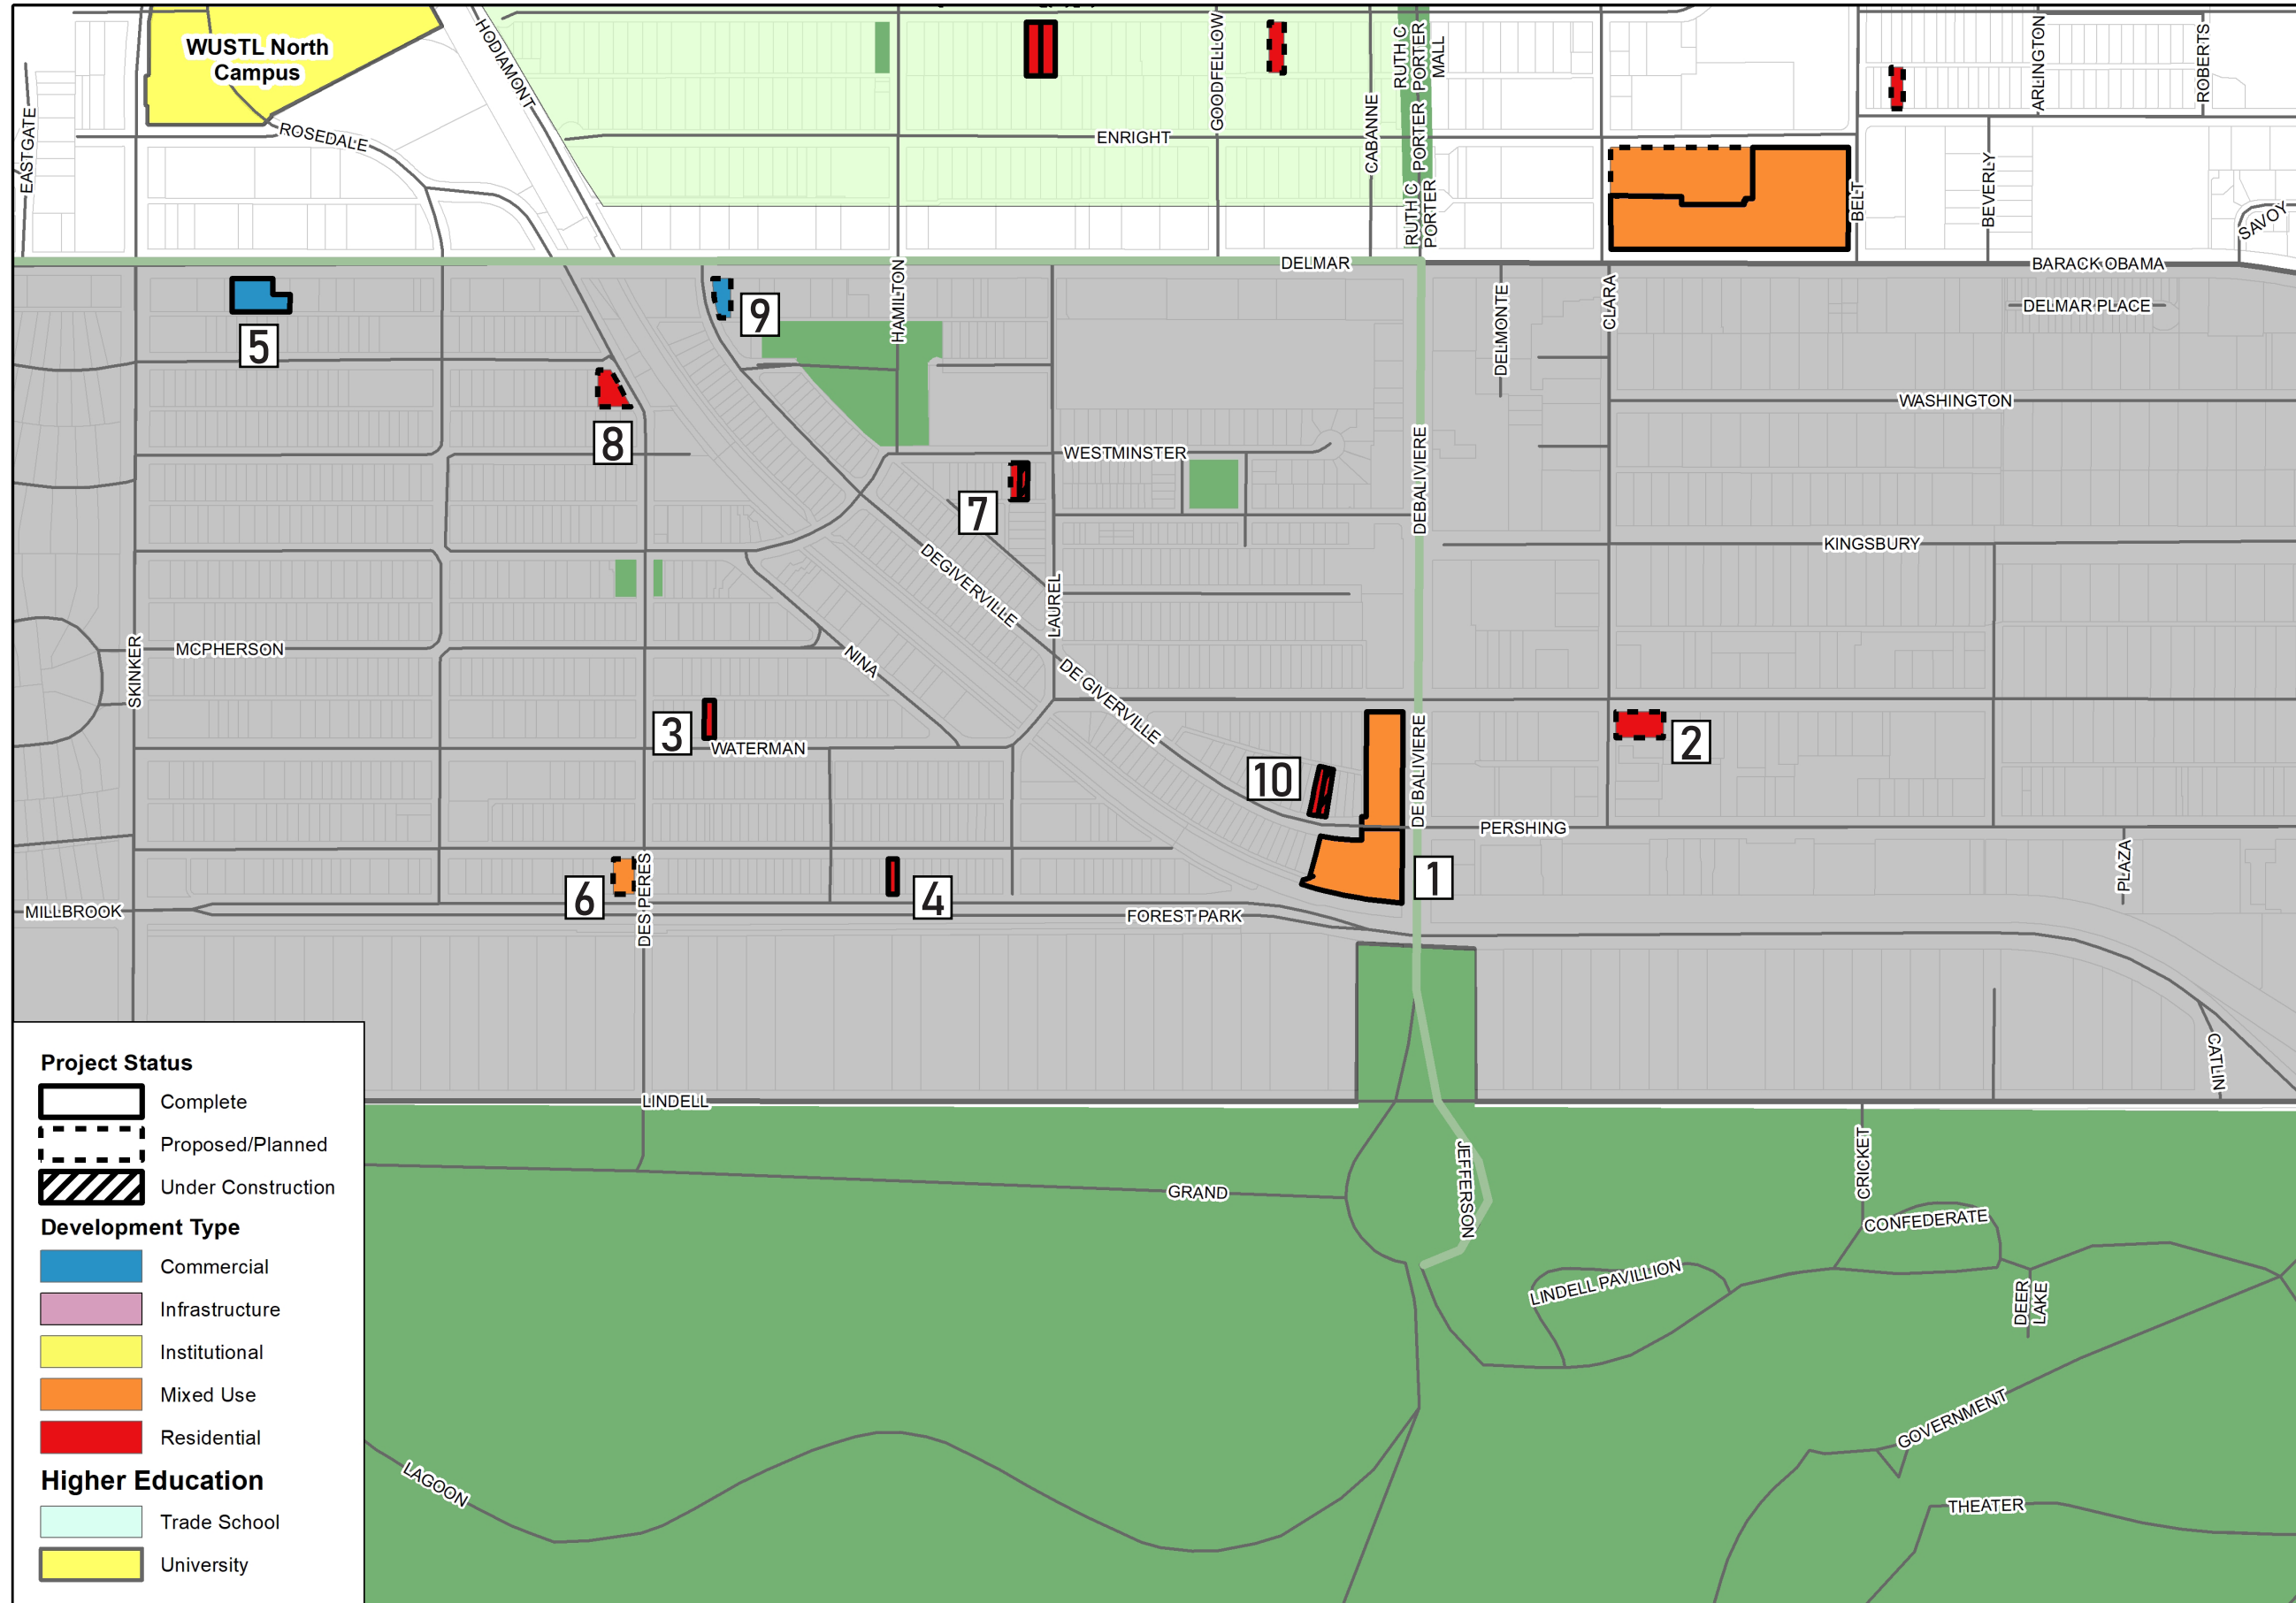 WUSTL North
Campus
HODIAMONT
GOODFELLOW
RUTH C
PORTER
MALL
ARLINGTON
ROBERTS
EASTGATE
ROSEDALE
ENRIGHT
CABANNE
PORTER
PORTER
RUTH C
PORTER
BELT
BEVERLY
SAVOY
DELMAR
BARACK OBAMA
5
9
HAMILTON
DELMONTE
CLARA
DELMAR PLACE
8
WASHINGTON
WESTMINSTER
7
DEBALIVIERE
KINGSBURY
DEGIVERVILLE
LAUREL
SKINKER
MCPHERSON
NINA
DE GIVERVILLE
3
WATERMAN
2
10
DE BALIVIERE
PERSHING
6
DES PERES
4
1
PLAZA
MILLBROOK
FOREST PARK
CATLIN
LINDELL
Project Status
Complete
Proposed/Planned
Under Construction
Development Type
Commercial
Infrastructure
Institutional
Mixed Use
Residential
Higher Education
Trade School
University
GRAND
JEFFERSON
CRICKET
CONFEDERATE
LINDELL PAVILLION
DEER
LAKE
GOVERNMENT
LAGOON
THEATER